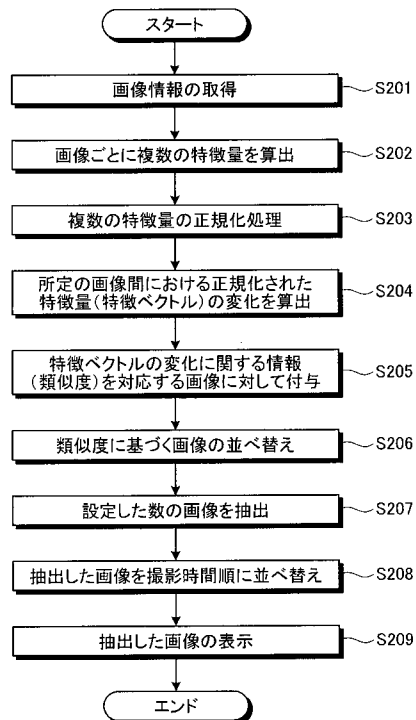 スタート
画像情報の取得
S201
画像ごとに複数の特徴量を算出
S202
複数の特徴量の正規化処理
S203
所定の画像間における正規化された
特徴量(特徴ベクトル)の変化を算出
S204
特徴ベクトルの変化に関する情報
(類似度)を対応する画像に対して付与
S205
類似度に基づく画像の並べ替え
S206
設定した数の画像を抽出
S207
抽出した画像を撮影時間順に並べ替え
S208
抽出した画像の表示
S209
エンド